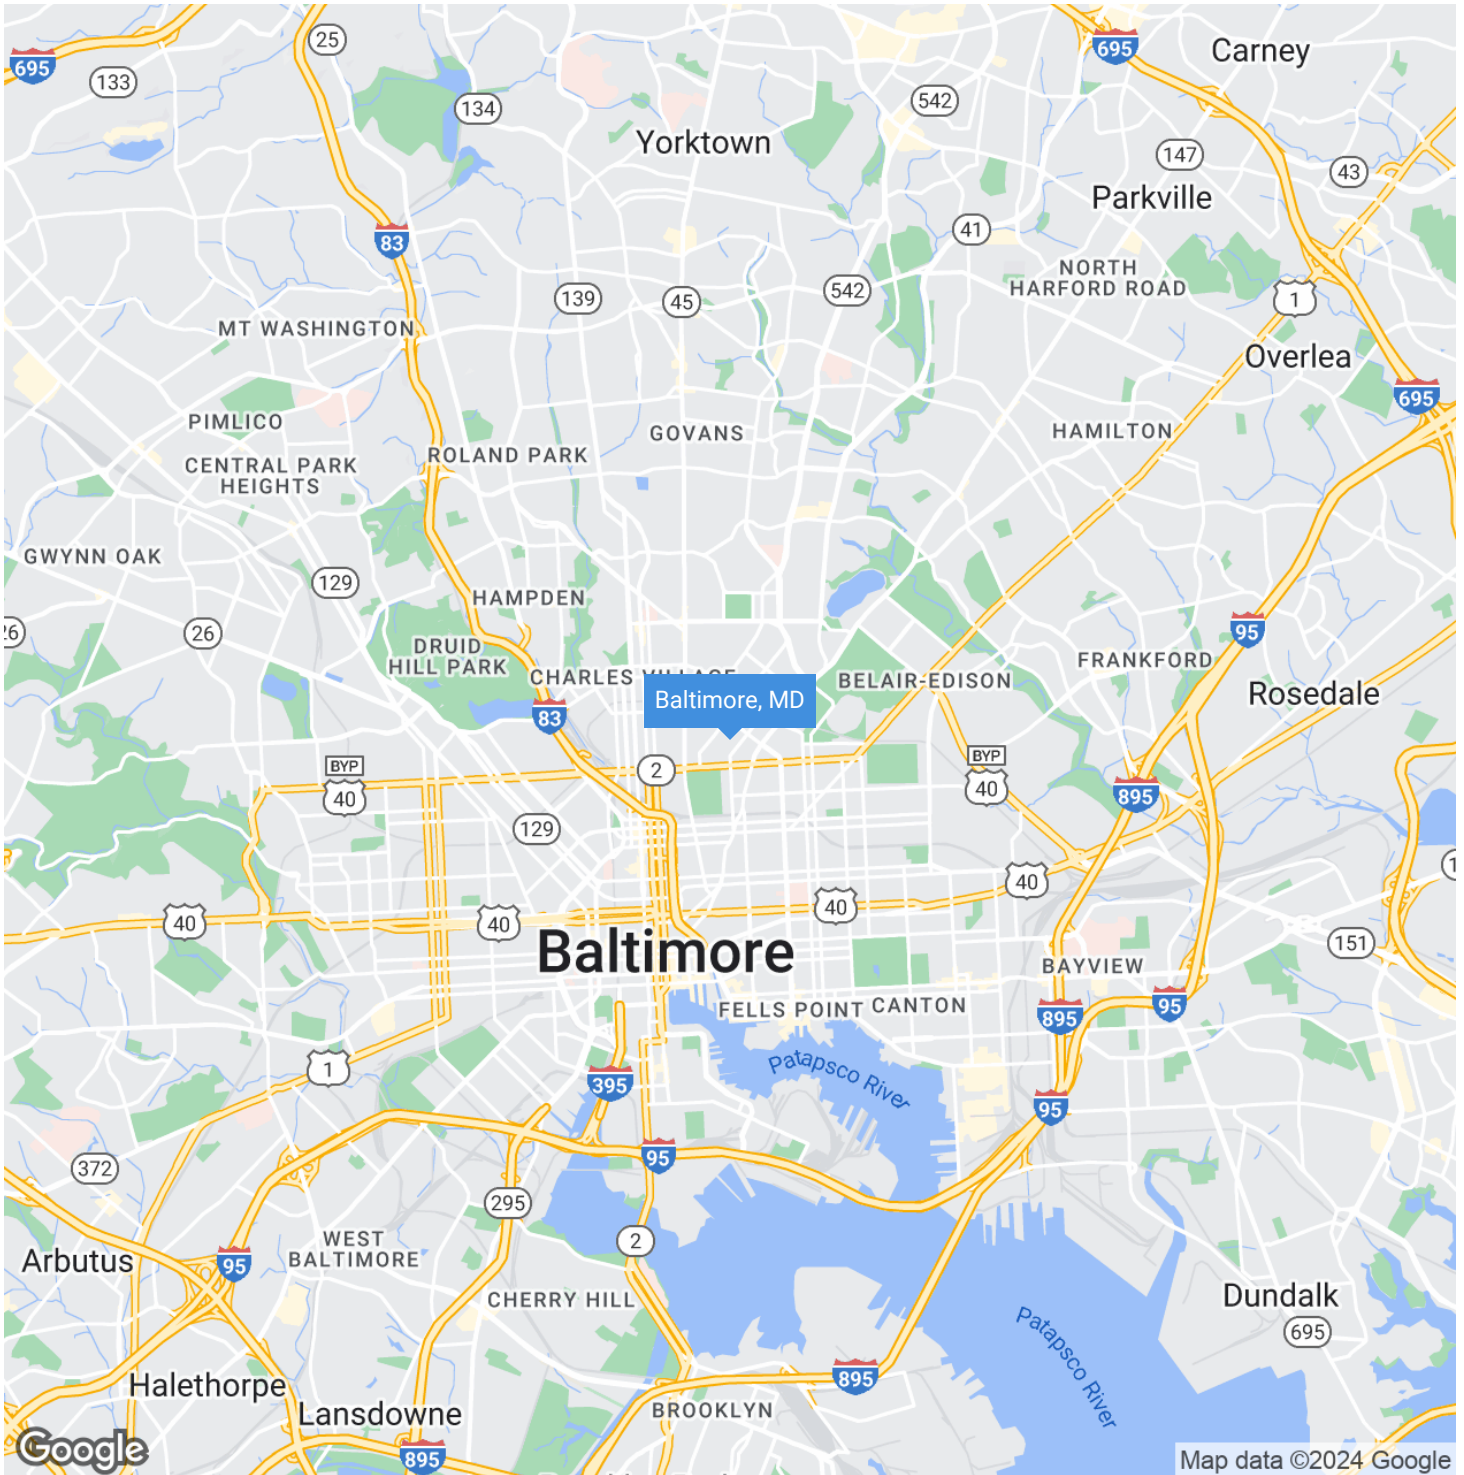 25
695
Carney
695
133
542
134
Yorktown
147
43
Parkville
41
83
NORTH
HARFORD ROAD
542
139
45
1
MT WASHINGTON
Overlea
695
PIMLICO
GOVANS
HAMILTON
ROLAND PARK
CENTRAL PARK
HEIGHTS
GWYNN OAK
129
HAMPDEN
26
26
95
DRUID
HILL PARK
FRANKFORD
CHARLES VILLAGE
BELAIR-EDISON
Rosedale
Baltimore, MD
83
BYP
40
2
BYP
40
895
129
40
40
40
40
151
Baltimore
BAYVIEW
FELLS POINT
CANTON
95
895
1
Patapsco River
395
95
95
372
295
2
WEST
BALTIMORE
Arbutus
95
CHERRY HILL
Dundalk
695
Patapsco River
895
Halethorpe
BROOKLYN
Lansdowne
895
Google
Map data ©2024 Google